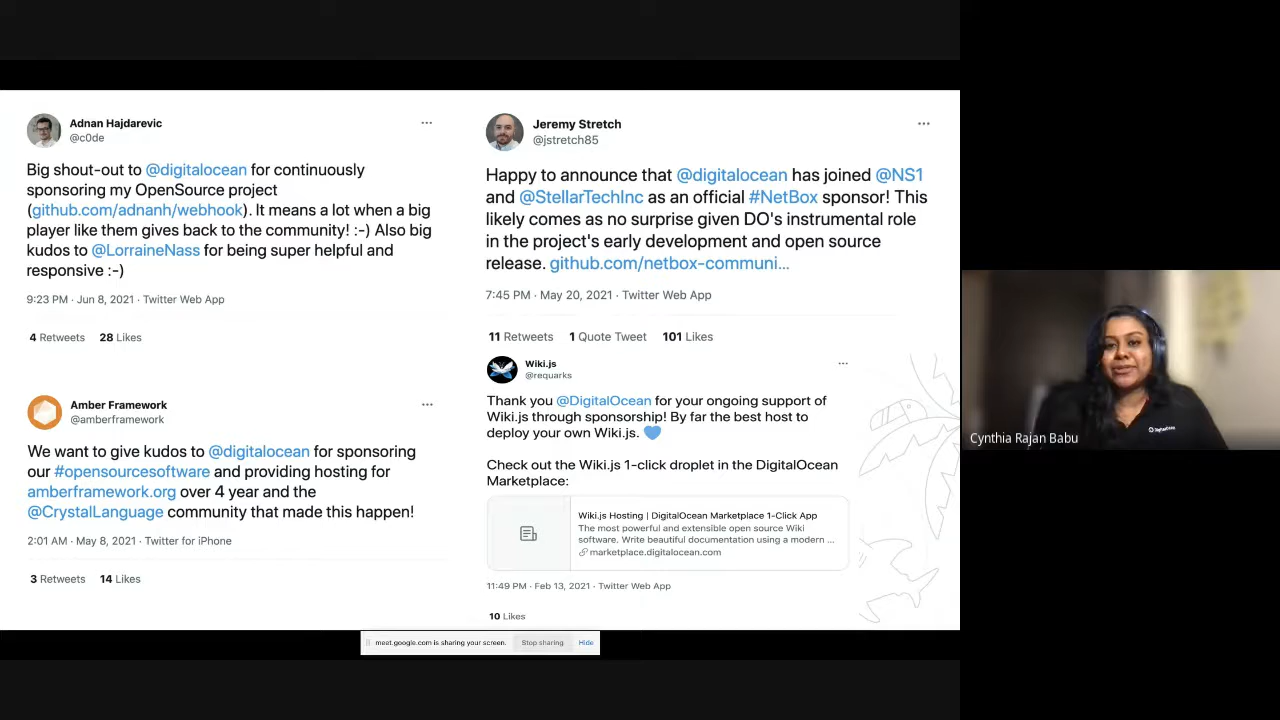 Adnan Hajdarevic
@c0de
Big shout-out to @digitalocean for continuously
sponsoring my OpenSource project
(github.com/adnanh/webhook). It means a lot when a big
player like them gives back to the community! :-) Also big
kudos to @LorraineNass for being super helpful and
responsive :-)
9:23 PM · Jun 8, 2021 · Twitter Web App
4 Retweets 28 Likes
Jeremy Stretch
@jstretch85
Happy to announce that @digitalocean has joined @NS1
and @StellarTechInc as an official #NetBox sponsor! This
likely comes as no surprise given DO's instrumental role
in the project's early development and open source
release. github.com/netbox-communi...
7:45 PM · May 20, 2021 · Twitter Web App
11 Retweets 1 Quote Tweet 101 Likes
Amber Framework
@amberframework
We want to give kudos to @digitalocean for sponsoring
our #opensourcesoftware and providing hosting for
amberframework.org over 4 year and the
@CrystalLanguage community that made this happen!
2:01 AM · May 8, 2021 · Twitter for iPhone
3 Retweets 14 Likes
Wiki.js
@requarks
Thank you @DigitalOcean for your ongoing support of
Wiki.js through sponsorship! By far the best host to
deploy your own Wiki.js. 💙
Check out the Wiki.js 1-click droplet in the DigitalOcean
Marketplace:
Wiki.js Hosting | DigitalOcean Marketplace 1-Click App
The most powerful and extensible open source Wiki
software. Write beautiful documentation using a modern ...
marketplace.digitalocean.com
11:49 PM · Feb 13, 2021 · Twitter Web App
10 Likes
meet.google.com is sharing your screen. Stop sharing Hide
DigitalOcean
Cynthia Rajan Babu